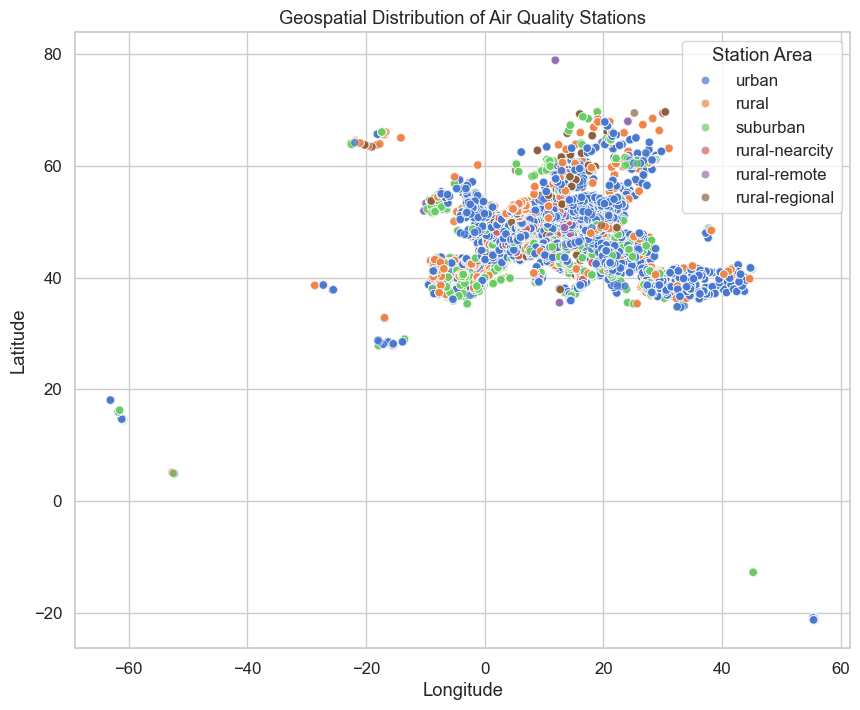 Geospatial Distribution of Air Quality Stations
Station Area
urban
rural
suburban
rural-nearcity
rural-remote
rural-regional
80
60
40
20
0
−20
Latitude
−60
−40
−20
0
20
40
60
Longitude